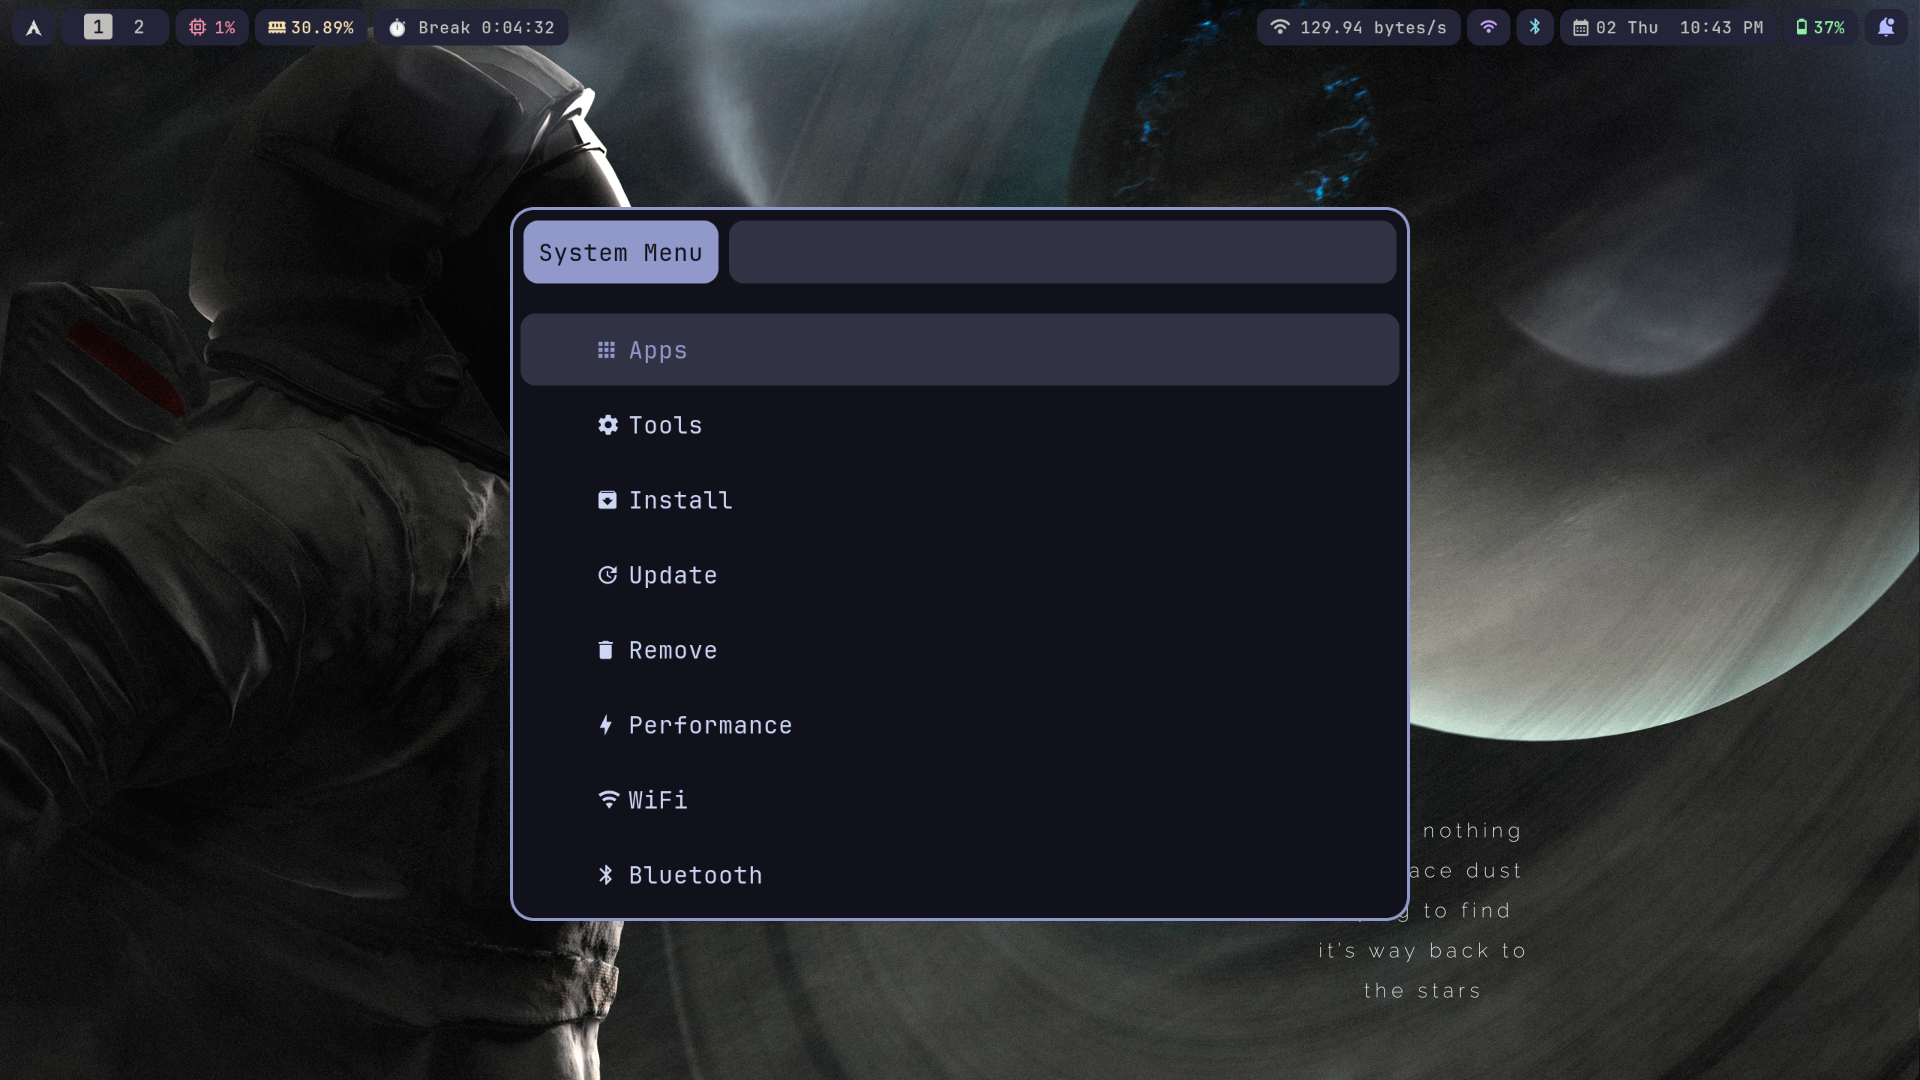 1 2 1% 30.89% Break 0:04:32 129.94 bytes/s 02 Thu 10:43 PM 37%
System Menu
Apps
Tools
Install
Update
Remove
Performance
WiFi
Bluetooth
nothing
ace dust
g to find
it's way back to
the stars